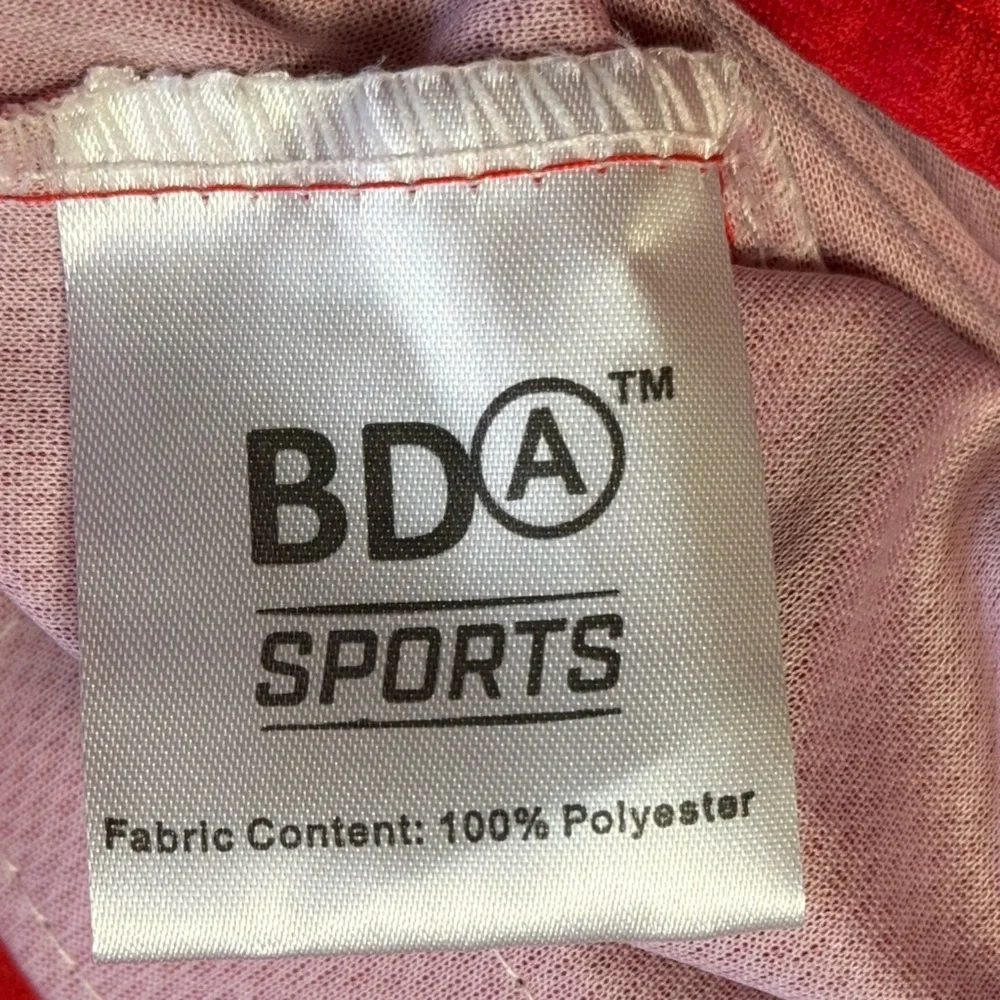 BDA™
SPORTS
Fabric Content: 100% Polyester